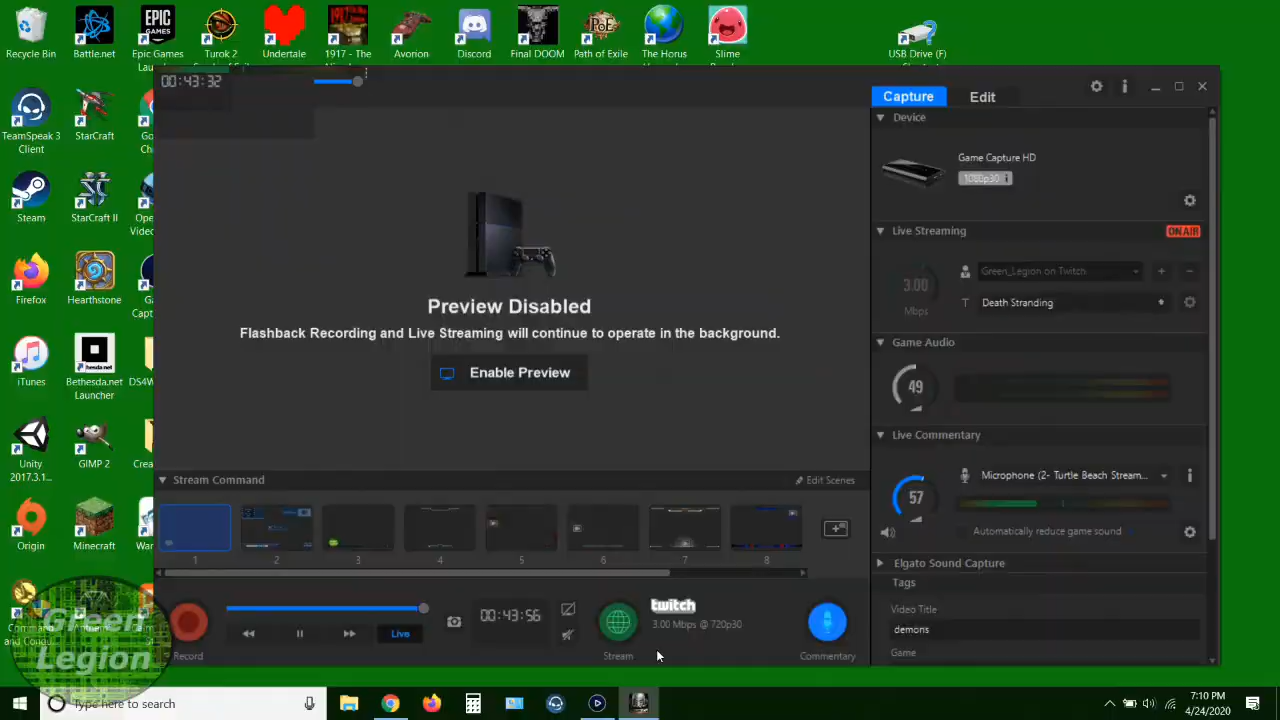 Recycle Bin
Battle.net
Epic Games
Turok 2
Undertale
1917 - The
Avorion
Discord
Final DOOM
Path of Exile
The Horus
Slime
USB Drive (F)
00:43:32
Capture
Edit
Device
Game Capture HD
1080p30 i
Live Streaming
ON AIR
3.00
Mbps
Green_Legion on Twitch
T
Death Stranding
Game Audio
49
Live Commentary
57
Microphone (2- Turtle Beach Stream...
Automatically reduce game sound
Elgato Sound Capture
Tags
Video Title
demons
Game
Preview Disabled
Flashback Recording and Live Streaming will continue to operate in the background.
Enable Preview
Stream Command
Edit Scenes
1
2
3
4
5
6
7
8
Record
Live
00:43:56
Stream
twitch
3.00 Mbps @ 720p30
Commentary
TeamSpeak 3
Client
StarCraft
Steam
StarCraft II
Firefox
Hearthstone
iTunes
Bethesda.net
Launcher
DS4W
Unity
2017.3.1...
GIMP 2
Crea
Origin
Minecraft
Command
and Conqu
Green
Legion
Type here to search
7:10 PM
4/24/2020